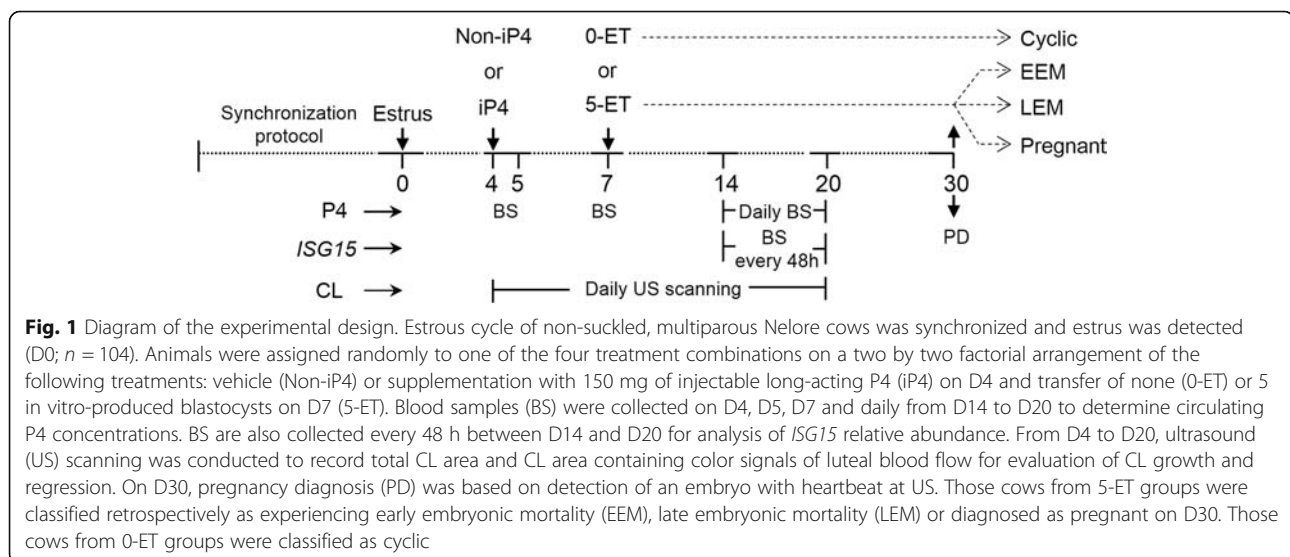 Non-iP4 0-ET Cyclic
or or EEM
Synchronization protocol Estrus iP4 5-ET LEM
Pregnant
0 4 5 7 14 20 30
P4 BS BS Daily BS PD
ISG15 BS every 48h
CL Daily US scanning
Fig. 1 Diagram of the experimental design. Estrous cycle of non-suckled, multiparous Nelore cows was synchronized and estrus was detected
(D0; n = 104). Animals were assigned randomly to one of the four treatment combinations on a two by two factorial arrangement of the
following treatments: vehicle (Non-iP4) or supplementation with 150 mg of injectable long-acting P4 (iP4) on D4 and transfer of none (0-ET) or 5
in vitro-produced blastocysts on D7 (5-ET). Blood samples (BS) were collected on D4, D5, D7 and daily from D14 to D20 to determine circulating
P4 concentrations. BS are also collected every 48 h between D14 and D20 for analysis of ISG15 relative abundance. From D4 to D20, ultrasound
(US) scanning was conducted to record total CL area and CL area containing color signals of luteal blood flow for evaluation of CL growth and
regression. On D30, pregnancy diagnosis (PD) was based on detection of an embryo with heartbeat at US. Those cows from 5-ET groups were
classified retrospectively as experiencing early embryonic mortality (EEM), late embryonic mortality (LEM) or diagnosed as pregnant on D30. Those
cows from 0-ET groups were classified as cyclic